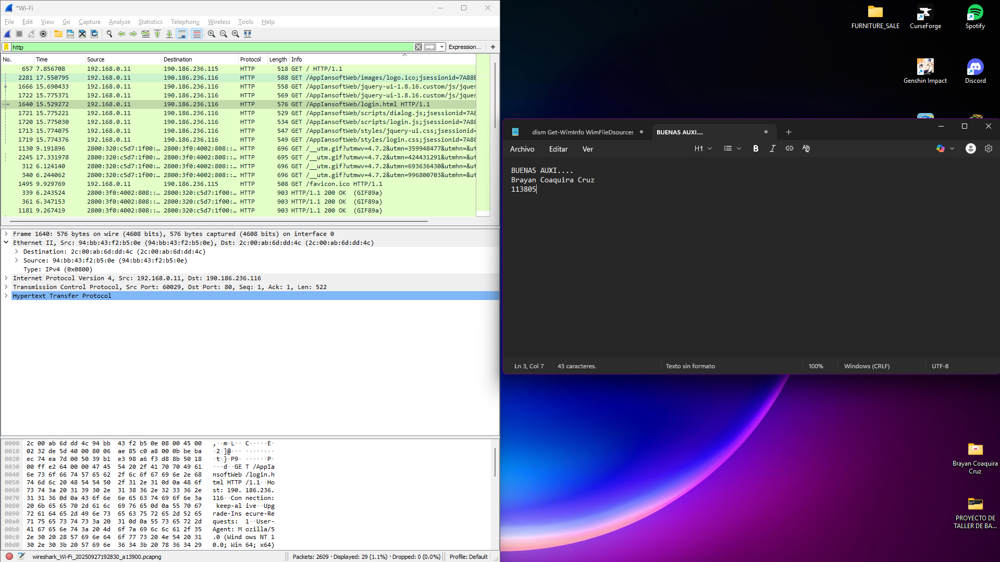 *Wi-Fi
File Edit View Go Capture Analyze Statistics Telephony Wireless Tools Help
http
Expression... +
No. Time Source Destination Protocol Length Info
657 7.856708 192.168.0.11 190.186.236.115 HTTP 518 GET / HTTP/1.1
2281 17.550795 192.168.0.11 190.186.236.116 HTTP 588 GET /AppIansoftWeb/images/logo.ico;jsessionid=7A88E
1666 15.690433 192.168.0.11 190.186.236.116 HTTP 558 GET /AppIansoftWeb/jquery-ui-1.8.16.custom/js/jquer
1722 15.775371 192.168.0.11 190.186.236.116 HTTP 569 GET /AppIansoftWeb/jquery-ui-1.8.16.custom/js/jquer
1640 15.529272 192.168.0.11 190.186.236.116 HTTP 576 GET /AppIansoftWeb/login.html HTTP/1.1
1721 15.775221 192.168.0.11 190.186.236.116 HTTP 529 GET /AppIansoftWeb/scripts/dialog.js;jsessionid=7A8
1720 15.775030 192.168.0.11 190.186.236.116 HTTP 534 GET /AppIansoftWeb/scripts/login.js;jsessionid=7A88
1713 15.774075 192.168.0.11 190.186.236.116 HTTP 547 GET /AppIansoftWeb/styles/jquery-ui.css;jsessionid=
1719 15.774376 192.168.0.11 190.186.236.116 HTTP 549 GET /AppIansoftWeb/styles/login.css;jsessionid=7A88
1130 9.191896 2800:320:c5d7:1f00:… 2800:3f0:4002:808::… HTTP 696 GET /__utm.gif?utmwv=4.7.2&utmn=359948477&utmhn=&ut
2245 17.331978 2800:320:c5d7:1f00:… 2800:3f0:4002:808::… HTTP 695 GET /__utm.gif?utmwv=4.7.2&utmn=424431291&utmhn=&ut
312 6.124140 2800:320:c5d7:1f00:… 2800:3f0:4002:808::… HTTP 696 GET /__utm.gif?utmwv=4.7.2&utmn=693636430&utmhn=&ut
340 6.244062 2800:320:c5d7:1f00:… 2800:3f0:4002:808::… HTTP 696 GET /__utm.gif?utmwv=4.7.2&utmn=996800703&utmhn=&ut
1495 9.929769 192.168.0.11 190.186.236.115 HTTP 508 GET /favicon.ico HTTP/1.1
339 6.243524 2800:3f0:4002:808::… 2800:320:c5d7:1f00:… HTTP 903 HTTP/1.1 200 OK (GIF89a)
361 6.347153 2800:3f0:4002:808::… 2800:320:c5d7:1f00:… HTTP 903 HTTP/1.1 200 OK (GIF89a)
1181 9.267419 2800:3f0:4002:808::… 2800:320:c5d7:1f00:… HTTP 903 HTTP/1.1 200 OK (GIF89a)
Frame 1640: 576 bytes on wire (4608 bits), 576 bytes captured (4608 bits) on interface 0
Ethernet II, Src: 94:bb:43:f2:b5:0e (94:bb:43:f2:b5:0e), Dst: 2c:00:ab:6d:dd:4c (2c:00:ab:6d:dd:4c)
Destination: 2c:00:ab:6d:dd:4c (2c:00:ab:6d:dd:4c)
Source: 94:bb:43:f2:b5:0e (94:bb:43:f2:b5:0e)
Type: IPv4 (0x0800)
Internet Protocol Version 4, Src: 192.168.0.11, Dst: 190.186.236.116
Transmission Control Protocol, Src Port: 60029, Dst Port: 80, Seq: 1, Ack: 1, Len: 522
Hypertext Transfer Protocol
0000 2c 00 ab 6d dd 4c 94 bb 43 f2 b5 0e 08 00 45 00 ,··m·L·· C·····E·
0010 02 32 de 5d 40 00 80 06 ae 85 c0 a8 00 0b be ba ·2·]@··· ········
0020 ec 74 ea 7d 00 50 39 b1 e3 98 a6 f3 d8 8b 50 18 ·t·}·P9· ······P·
0030 00 ff e2 64 00 00 47 45 54 20 2f 41 70 70 49 61 ···d··GE T /AppIa
0040 6e 73 6f 66 74 57 65 62 2f 6c 6f 67 69 6e 2e 68 nsoftWeb /login.h
0050 74 6d 6c 20 48 54 54 50 2f 31 2e 31 0d 0a 48 6f tml HTTP /1.1··Ho
0060 73 74 3a 20 31 39 30 2e 31 38 36 2e 32 33 36 2e st: 190. 186.236.
0070 31 31 36 0d 0a 43 6f 6e 6e 65 63 74 69 6f 6e 3a 116··Con nection:
0080 20 6b 65 65 70 2d 61 6c 69 76 65 0d 0a 55 70 67 keep-al ive··Upg
0090 72 61 64 65 2d 49 6e 73 65 63 75 72 65 2d 52 65 rade-Ins ecure-Re
00a0 71 75 65 73 74 73 3a 20 31 0d 0a 55 73 65 72 2d quests: 1··User-
00b0 41 67 65 6e 74 3a 20 4d 6f 7a 69 6c 6c 61 2f 35 Agent: M ozilla/5
00c0 2e 30 20 28 57 69 6e 64 6f 77 73 20 4e 54 20 31 .0 (Wind ows NT 1
00d0 30 2e 30 3b 20 57 69 6e 36 34 3b 20 78 36 34 29 0.0; Win 64; x64)
wireshark_Wi-Fi_20250927192830_a13900.pcapng
Packets: 2609 · Displayed: 29 (1.1%) · Dropped: 0 (0.0%)
Profile: Default
FURNITURE_SALE
CurseForge
Spotify
Genshin Impact
Discord
dism Get-WimInfo WimFileDsources
BUENAS AUXI....
Archivo Editar Ver
H1
B I
BUENAS AUXI....
Brayan Coaquira Cruz
113805
Ln 3, Col 7
43 caracteres.
Texto sin formato
100%
Windows (CRLF)
UTF-8
Brayan Coaquira
Cruz
PROYECTO DE
TALLER DE BA...